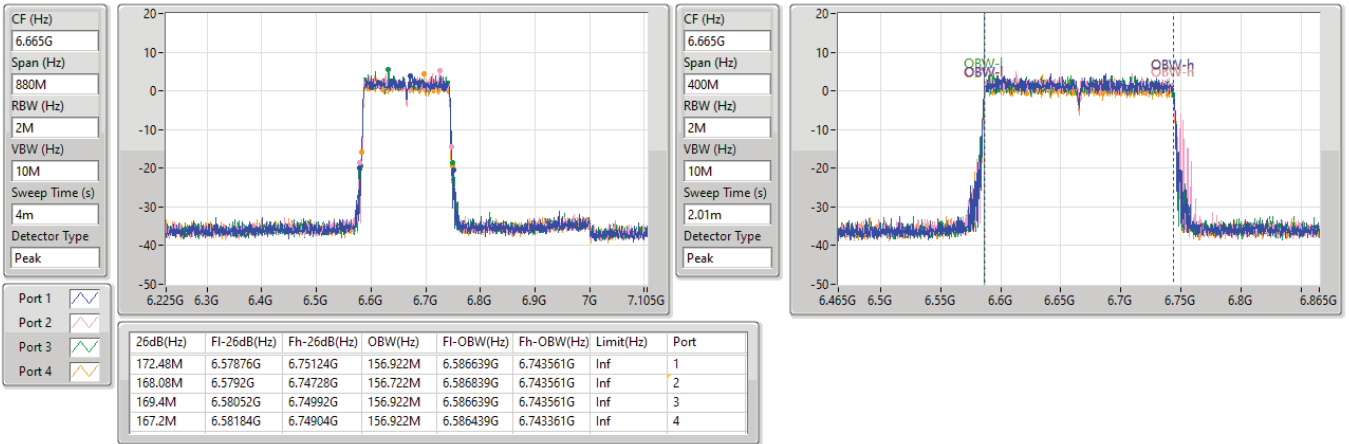 CF (Hz)
6.665G
Span (Hz)
880M
RBW (Hz)
2M
VBW (Hz)
10M
Sweep Time (s)
4m
Detector Type
Peak
20
10
0
-10
-20
-30
-40
-50
6.225G 6.3G 6.4G 6.5G 6.6G 6.7G 6.8G 6.9G 7G 7.105G
CF (Hz)
6.665G
Span (Hz)
400M
RBW (Hz)
2M
VBW (Hz)
10M
Sweep Time (s)
2.01m
Detector Type
Peak
20
10
0
-10
-20
-30
-40
-50
OBW-l
OBW-l
OBW-h
OBW-h
6.465G 6.5G 6.55G 6.6G 6.65G 6.7G 6.75G 6.8G 6.865G
Port 1
Port 2
Port 3
Port 4
26dB(Hz) Fl-26dB(Hz) Fh-26dB(Hz) OBW(Hz) Fl-OBW(Hz) Fh-OBW(Hz) Limit(Hz) Port
172.48M 6.57876G 6.75124G 156.922M 6.586639G 6.743561G Inf 1
168.08M 6.5792G 6.74728G 156.722M 6.586839G 6.743561G Inf 2
169.4M 6.58052G 6.74992G 156.922M 6.586639G 6.743561G Inf 3
167.2M 6.58184G 6.74904G 156.922M 6.586439G 6.743361G Inf 4